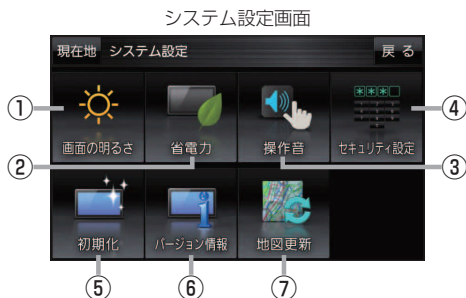 システム設定画面
現在地 システム設定 戻る
① ④
画面の明るさ 省電力 操作音 セキュリティ設定
② ③
初期化 バージョン情報 地図更新
⑤ ⑥ ⑦